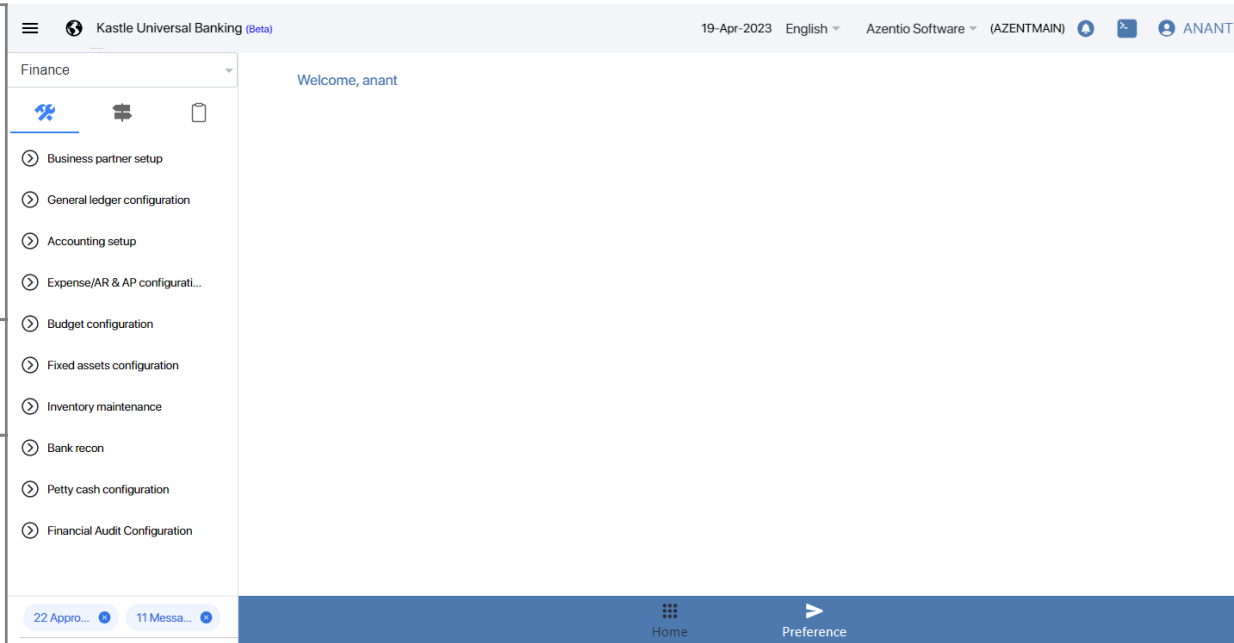 Kastle Universal Banking (Beta)
19-Apr-2023 English Azentio Software (AZENTMAIN) ANANT
Finance
Welcome, anant
Business partner setup
General ledger configuration
Accounting setup
Expense/AR & AP configurati...
Budget configuration
Fixed assets configuration
Inventory maintenance
Bank recon
Petty cash configuration
Financial Audit Configuration
22 Appro... 11 Messa...
Home Preference